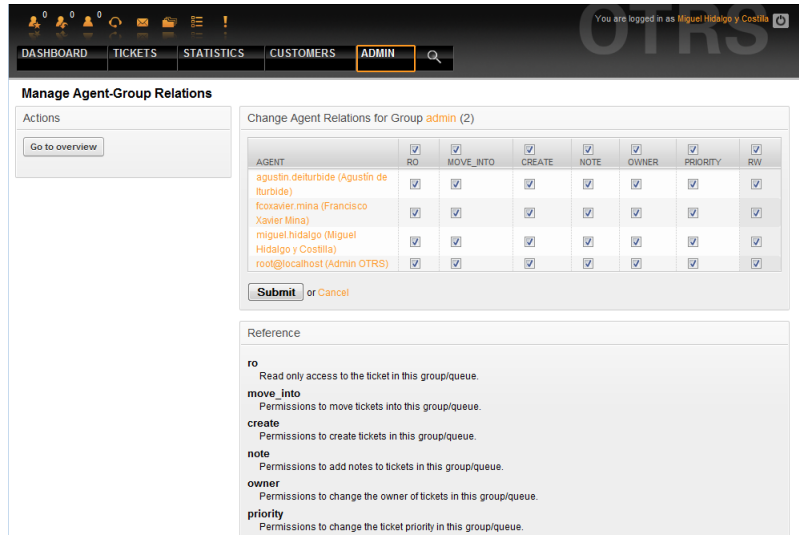 0 0 0
You are logged in as Miguel Hidalgo y Costilla
OTRS
DASHBOARD TICKETS STATISTICS CUSTOMERS ADMIN
Manage Agent-Group Relations
Actions
Go to overview
Change Agent Relations for Group admin (2)
AGENT RO MOVE_INTO CREATE NOTE OWNER PRIORITY RW
agustin.deiturbide (Agustín de
Iturbide)
fcoxavier.mina (Francisco
Xavier Mina)
miguel.hidalgo (Miguel
Hidalgo y Costilla)
root@localhost (Admin OTRS)
Submit or Cancel
Reference
ro
Read only access to the ticket in this group/queue.
move_into
Permissions to move tickets into this group/queue.
create
Permissions to create tickets in this group/queue.
note
Permissions to add notes to tickets in this group/queue.
owner
Permissions to change the owner of tickets in this group/queue.
priority
Permissions to change the ticket priority in this group/queue.